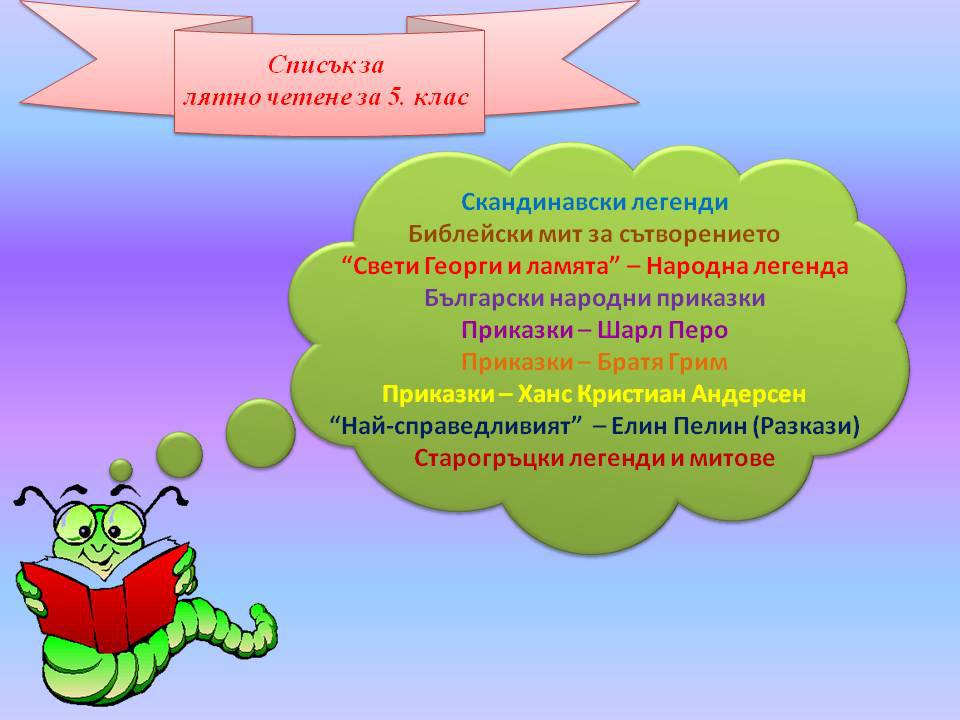 Списък за
лятно четене за 5. клас
Скандинавски легенди
Библейски мит за сътворението
“Свети Георги и ламята” – Народна легенда
Български народни приказки
Приказки – Шарл Перо
Приказки – Братя Грим
Приказки – Ханс Кристиан Андерсен
“Най-справедливият” – Елин Пелин (Разкази)
Старогръцки легенди и митове